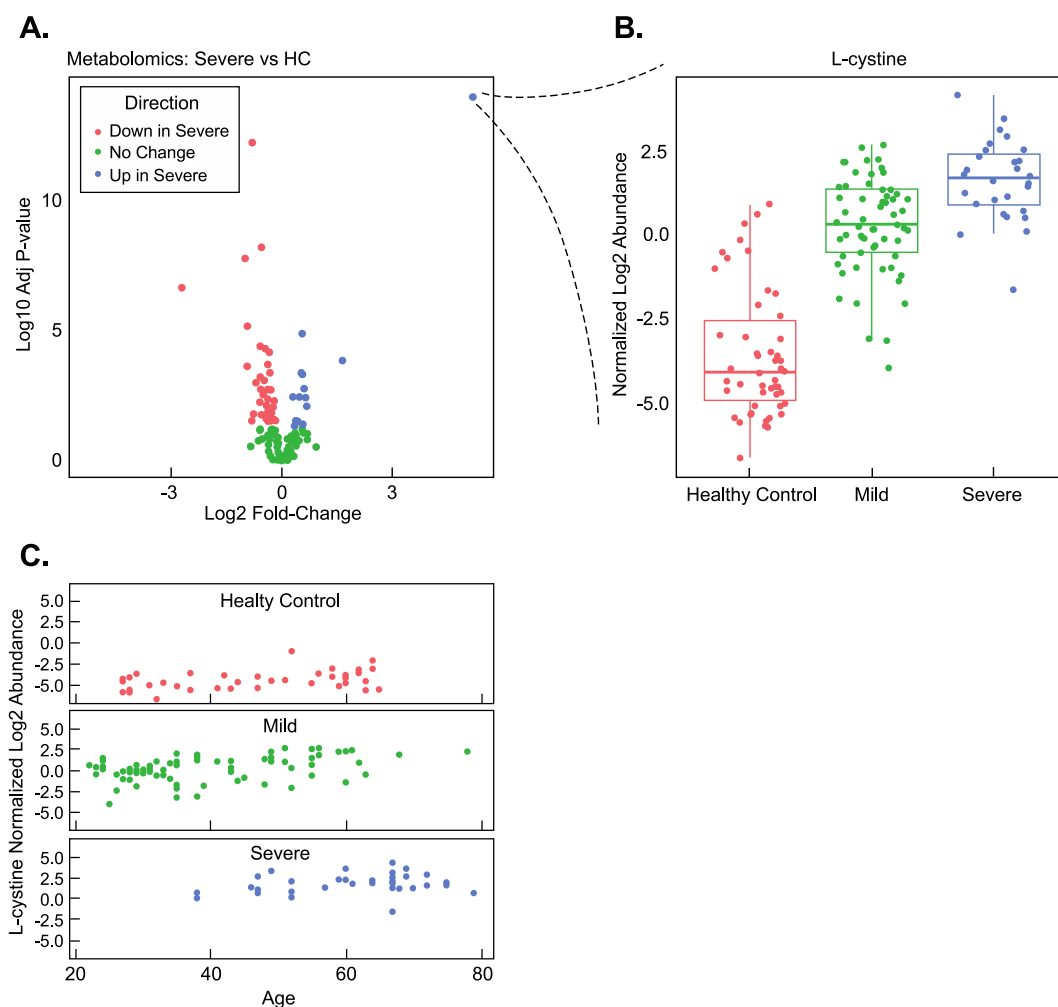 A.
Metabolomics: Severe vs HC
Direction
Down in Severe
No Change
Up in Severe
Log10 Adj P-value
10
5
0
-3
0
3
Log2 Fold-Change
B.
L-cystine
Normalized Log2 Abundance
2.5
0.0
-2.5
-5.0
Healthy Control
Mild
Severe
C.
L-cystine Normalized Log2 Abundance
Healty Control
5.0
2.5
0.0
-2.5
-5.0
Mild
5.0
2.5
0.0
-2.5
5.0
Severe
5.0
2.5
0.0
-2.5
-5.0
20
40
60
80
Age